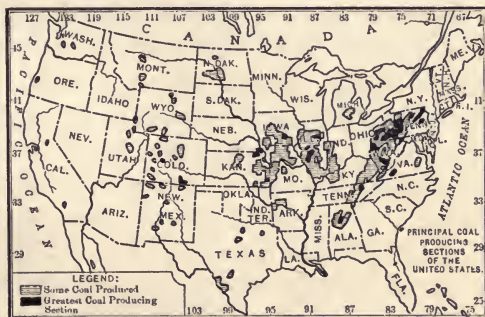 127 123 115 111 107 103 99 95 91 87 83 79 75 71 67
C A N A D A
WASH.
MONT.
N. DAK.
MINN.
ME.
ORE.
IDAHO
WYO.
S. DAK.
WIS.
MICH.
N.Y.
41
NEB.
IOWA
OHIO
PENN.
R.I.
NEV.
UTAH
COLO.
KAN.
MO.
IND.
KY.
VA.
37
CAL.
ARIZ.
NEW
MEX.
OKLA.
IND.
TER.
ARK.
TENN.
N.C.
S.C.
33
TEXAS
LA.
MISS.
ALA.
GA.
FLA.
29
25
PACIFIC OCEAN
ATLANTIC OCEAN
PRINCIPAL COAL
PRODUCING
SECTIONS
OF THE
UNITED STATES.
LEGEND:
Some Coal Produced
Greatest Coal Producing
Section
103 99 95 91 87 83 79 75